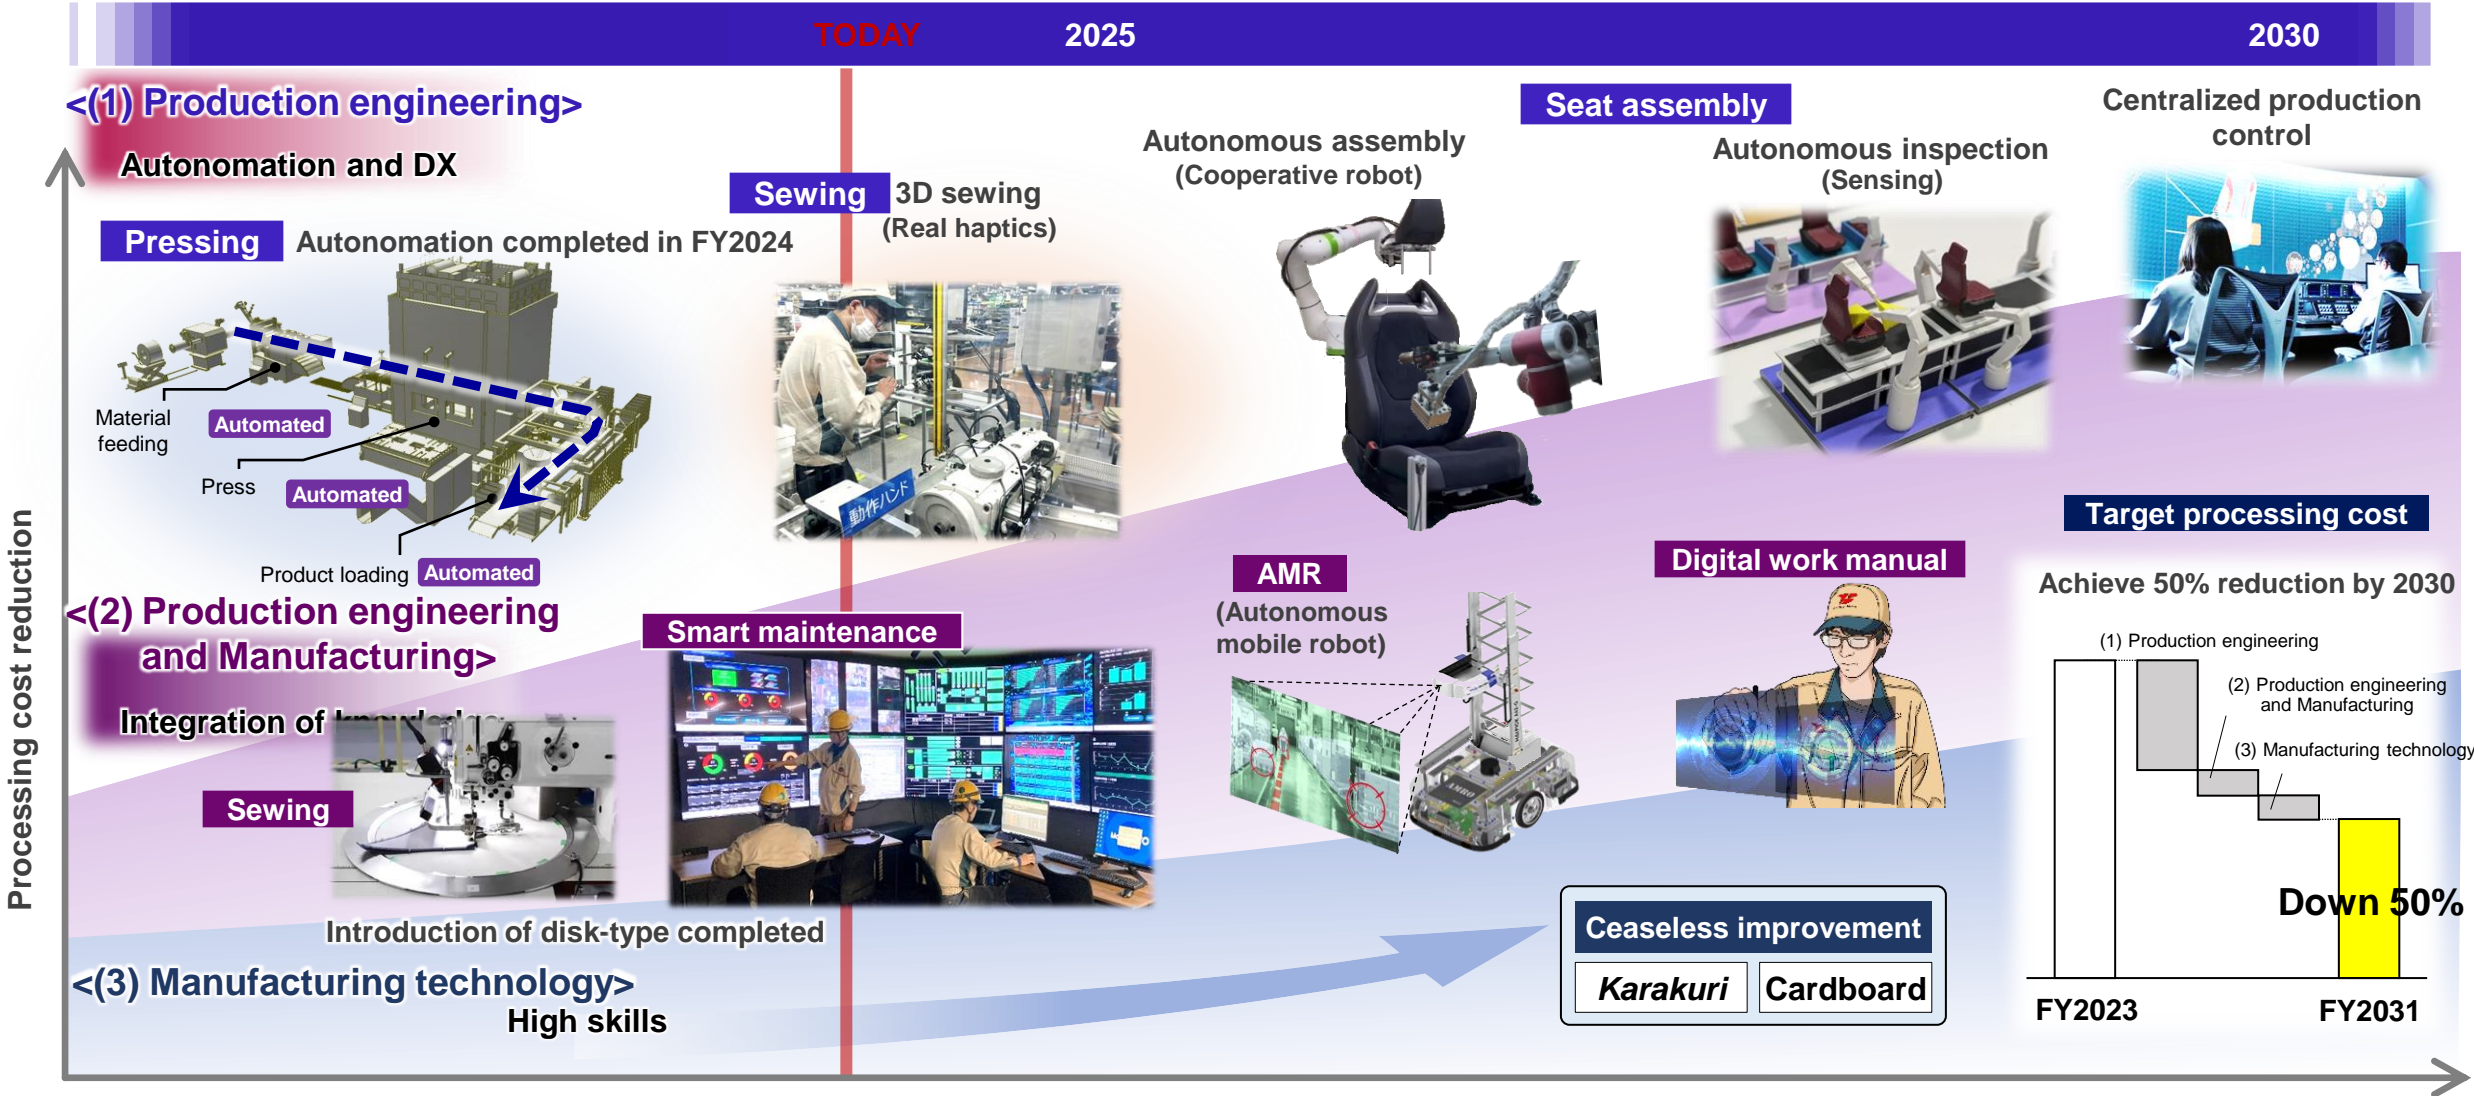 TODAY
2025
2030
<(1) Production engineering>
Autonomation and DX
Seat assembly
Centralized production
control
Autonomous assembly
(Cooperative robot)
Autonomous inspection
(Sensing)
Sewing
3D sewing
(Real haptics)
Pressing
Autonomation completed in FY2024
Material
feeding
Automated
Press
Automated
Product loading
Automated
動作ハンド
Processing cost reduction
<(2) Production engineering
and Manufacturing>
Integration of knowledge
Smart maintenance
AMR
(Autonomous
mobile robot)
AMRO
Digital work manual
Sewing
Introduction of disk-type completed
<(3) Manufacturing technology>
High skills
Ceaseless improvement
Karakuri
Cardboard
Target processing cost
Achieve 50% reduction by 2030
(1) Production engineering
(2) Production engineering
and Manufacturing
(3) Manufacturing technology
Down 50%
FY2023
FY2031